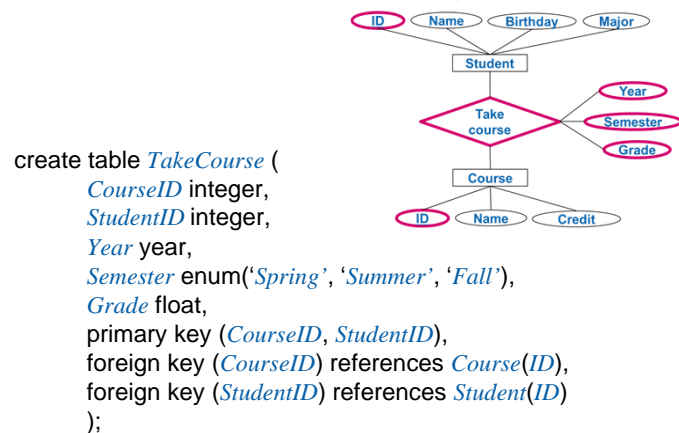 ID Name Birthday Major
Student
Year
Take
course
Semester
Grade
Course
ID Name Credit
create table TakeCourse (
CourseID integer,
StudentID integer,
Year year,
Semester enum(‘Spring’, ‘Summer’, ‘Fall’),
Grade float,
primary key (CourseID, StudentID),
foreign key (CourseID) references Course(ID),
foreign key (StudentID) references Student(ID)
);